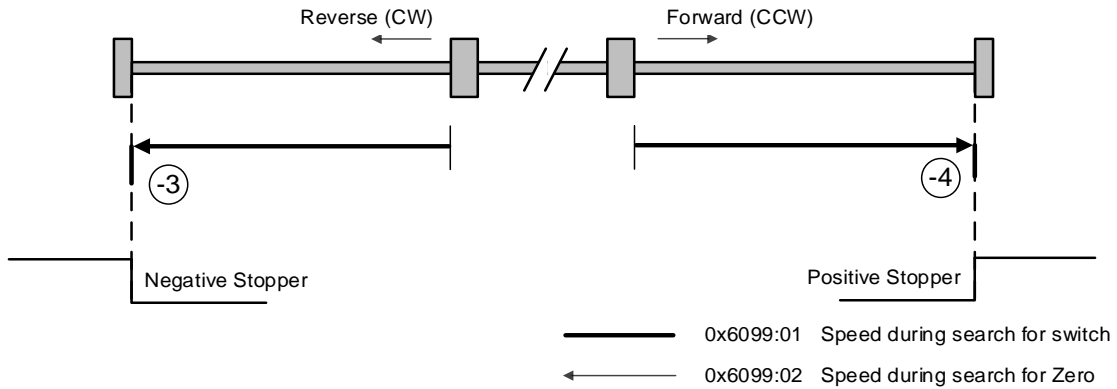 Reverse (CW)
Forward (CCW)
-3
-4
Negative Stopper
Positive Stopper
0x6099:01 Speed during search for switch
0x6099:02 Speed during search for Zero